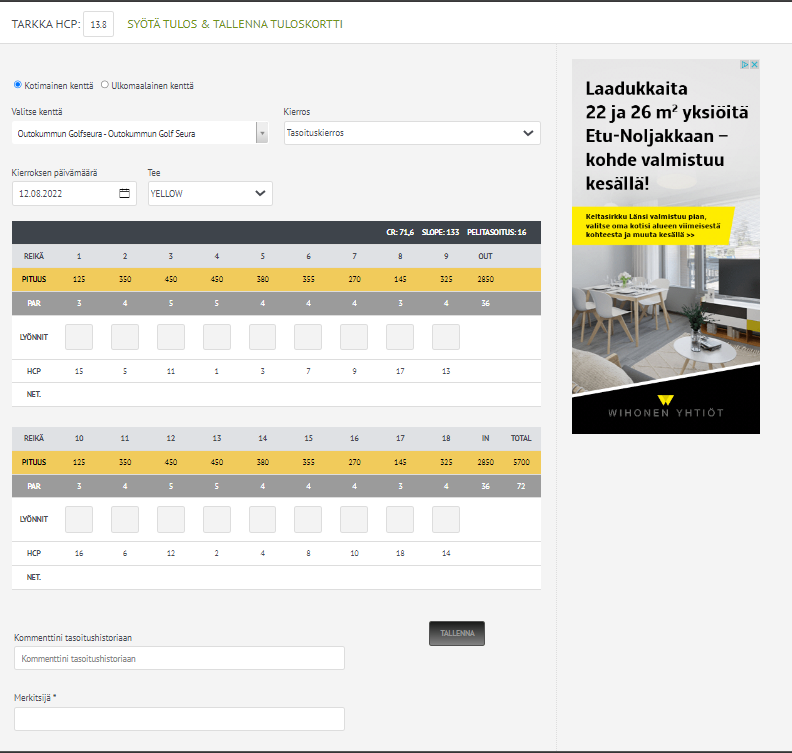 TARKKA HCP: 13.8 SYÖTÄ TULOS & TALLENNA TULOSKORTTI
Kotimainen kenttä Ulkomaalainen kenttä
Valitse kenttä Kierros
Outokummun Golfseura - Outokummun Golf Seura Tasoituskierros
Kierroksen päivämäärä Tee
12.08.2022 YELLOW
CR: 71,6 SLOPE: 133 PELITASOITUS: 16
REIKÄ 1 2 3 4 5 6 7 8 9 OUT
PITUUS 125 350 450 450 380 355 270 145 325 2850
PAR 3 4 5 5 4 4 4 3 4 36
LYÖNNIT
HCP 15 5 11 1 3 7 9 17 13
NET.
REIKÄ 10 11 12 13 14 15 16 17 18 IN TOTAL
PITUUS 125 350 450 450 380 355 270 145 325 2850 5700
PAR 3 4 5 5 4 4 4 3 4 36 72
LYÖNNIT
HCP 16 6 12 2 4 8 10 18 14
NET.
TALLENNA
Kommenttini tasoitushistoriaan
Kommenttini tasoitushistoriaan
Merkitsijä *
Laadukkaita
22 ja 26 m² yksiöitä
Etu-Noljakkaan –
kohde valmistuu
kesällä!
Keltasirkku Länsi valmistuu pian,
valitse oma kotisi alueen viimeisestä
kohteesta ja muuta kesällä >>
WIHONEN YHTIÖT